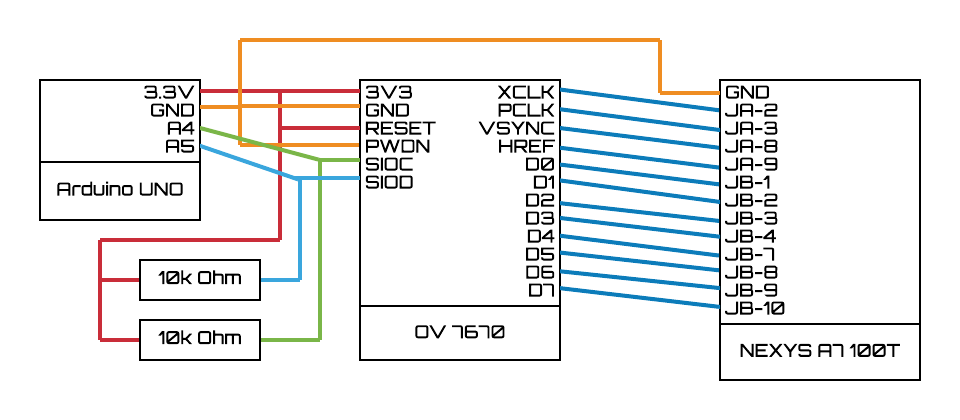 3.3V
GND
A4
A5
Arduino UNO
10k Ohm
10k Ohm
3V3
GND
RESET
PWDN
SIOC
SIOD
XCLK
PCLK
VSYNC
HREF
D0
D1
D2
D3
D4
D5
D6
D7
OV 7670
GND
JA-2
JA-3
JA-8
JA-9
JB-1
JB-2
JB-3
JB-4
JB-7
JB-8
JB-9
JB-10
NEXYS A7 100T